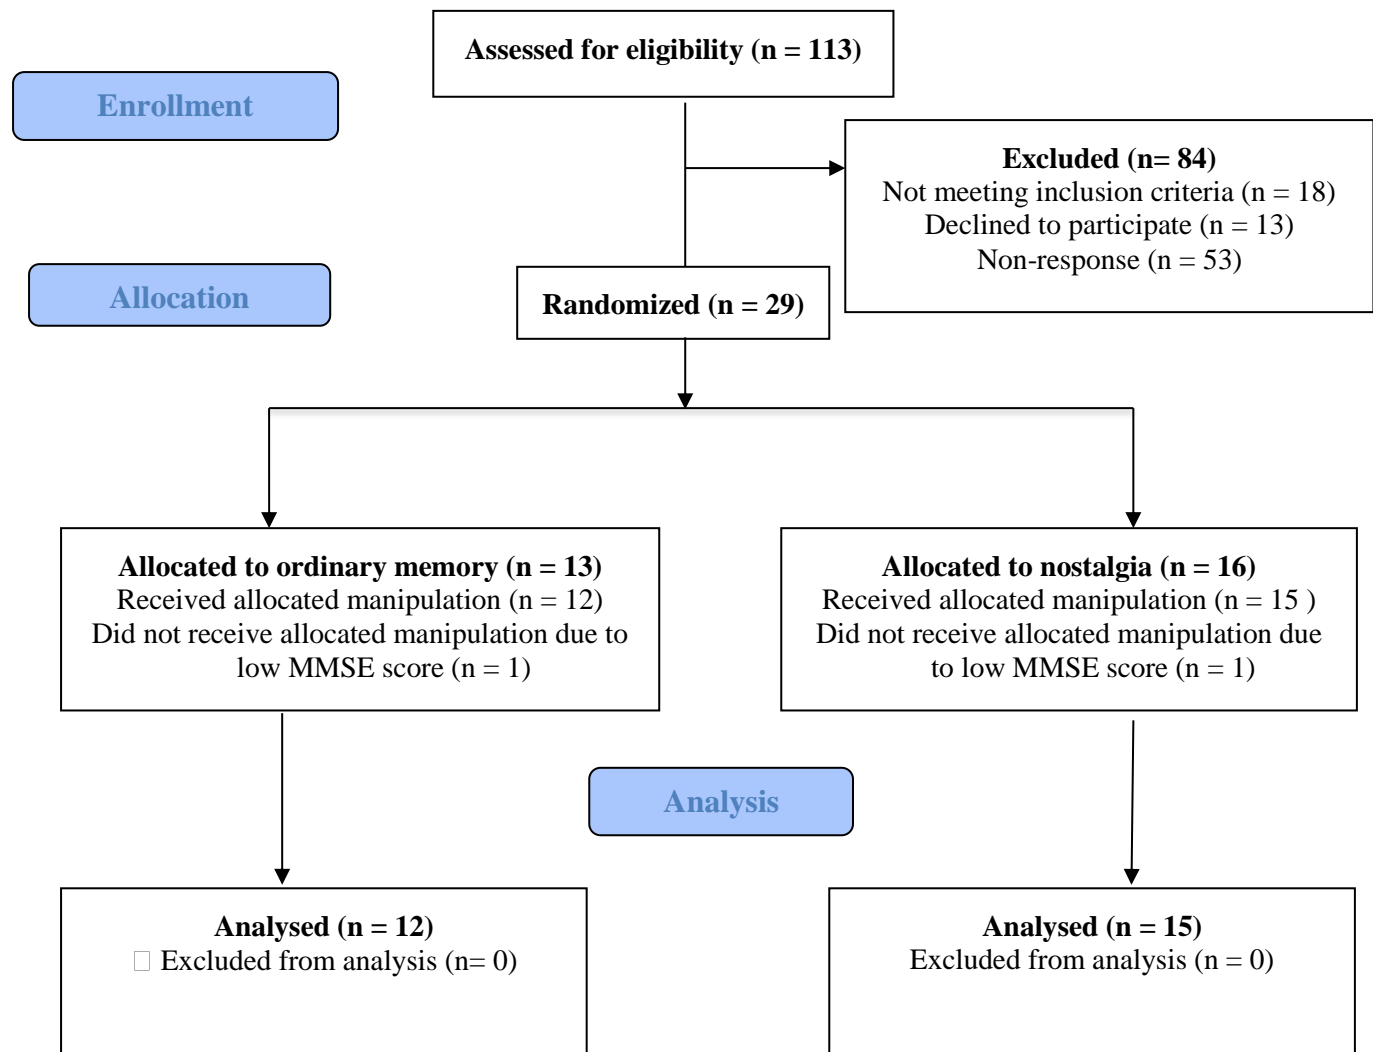 Assessed for eligibility (n = 113)
Enrollment
Excluded (n= 84)
Not meeting inclusion criteria (n = 18)
Declined to participate (n = 13)
Non-response (n = 53)
Allocation
Randomized (n = 29)
Allocated to ordinary memory (n = 13)
Received allocated manipulation (n = 12)
Did not receive allocated manipulation due to
low MMSE score (n = 1)
Allocated to nostalgia (n = 16)
Received allocated manipulation (n = 15 )
Did not receive allocated manipulation due
to low MMSE score (n = 1)
Analysis
Analysed (n = 12)
□ Excluded from analysis (n= 0)
Analysed (n = 15)
Excluded from analysis (n = 0)